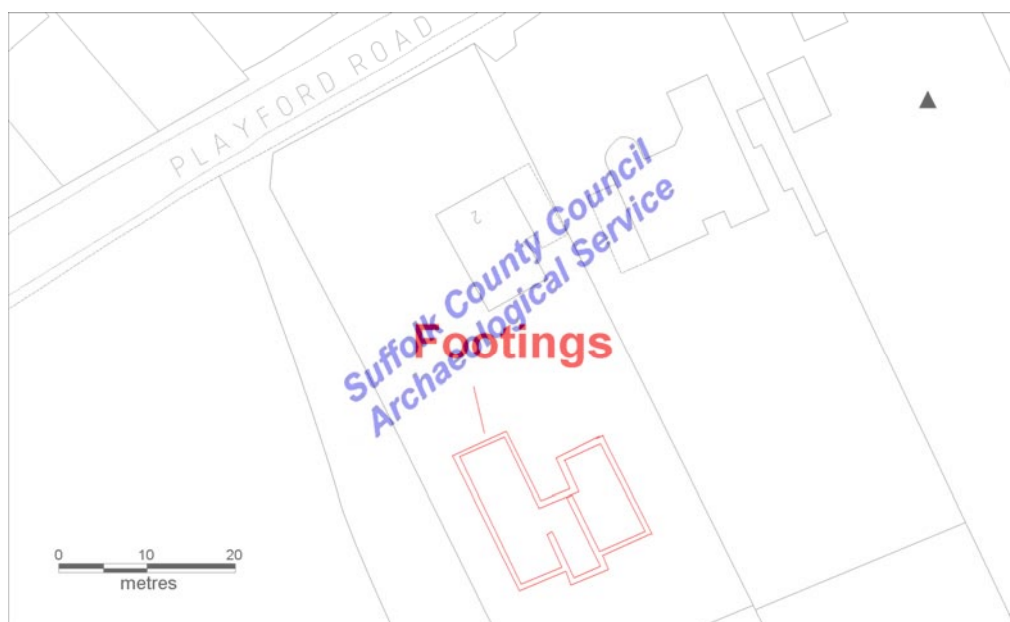 PLAYFORD ROAD
2
Suffolk County Council
Archaeological Service
Footings
0 10 20
metres